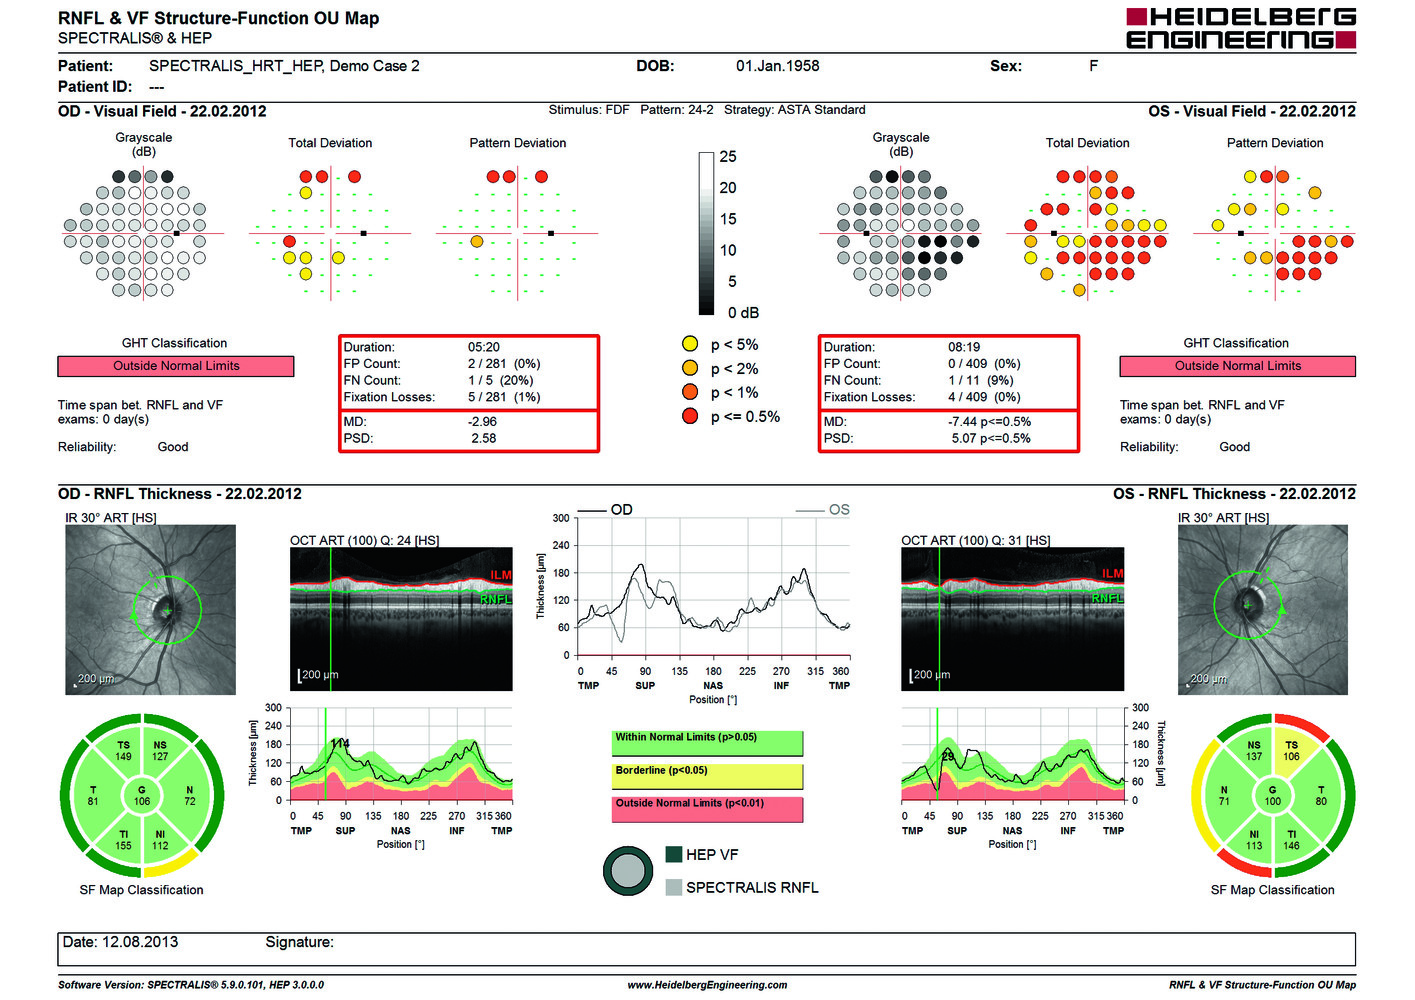 RNFL & VF Structure-Function OU Map
SPECTRALIS® & HEP
HEIDELBERG
ENGINEERING
Patient: SPECTRALIS_HRT_HEP, Demo Case 2 DOB: 01.Jan.1958 Sex: F
Patient ID: ---
OD - Visual Field - 22.02.2012 Stimulus: FDF Pattern: 24-2 Strategy: ASTA Standard OS - Visual Field - 22.02.2012
Grayscale
(dB)
Total Deviation
Pattern Deviation
25
20
15
10
5
0 dB
Grayscale
(dB)
Total Deviation
Pattern Deviation
GHT Classification
Outside Normal Limits
Time span bet. RNFL and VF
exams: 0 day(s)
Reliability: Good
Duration: 05:20
FP Count: 2 / 281 (0%)
FN Count: 1 / 5 (20%)
Fixation Losses: 5 / 281 (1%)
MD: -2.96
PSD: 2.58
p < 5%
p < 2%
p < 1%
p <= 0.5%
Duration: 08:19
FP Count: 0 / 409 (0%)
FN Count: 1 / 11 (9%)
Fixation Losses: 4 / 409 (0%)
MD: -7.44 p<=0.5%
PSD: 5.07 p<=0.5%
GHT Classification
Outside Normal Limits
Time span bet. RNFL and VF
exams: 0 day(s)
Reliability: Good
OD - RNFL Thickness - 22.02.2012
OS - RNFL Thickness - 22.02.2012
IR 30° ART [HS]
200 µm
OCT ART (100) Q: 24 [HS]
ILM
RNFL
200 µm
OD OS
Thickness [µm]
300
240
180
120
60
0
0 45 90 135 180 225 270 315 360
TMP SUP NAS INF TMP
Position [°]
OCT ART (100) Q: 31 [HS]
ILM
RNFL
200 µm
IR 30° ART [HS]
200 µm
TS
149
NS
127
T
81
G
106
N
72
TI
155
NI
112
SF Map Classification
Thickness [µm]
300
240
180
120
60
0
114
0 45 90 135 180 225 270 315 360
TMP SUP NAS INF TMP
Position [°]
Within Normal Limits (p>0.05)
Borderline (p<0.05)
Outside Normal Limits (p<0.01)
HEP VF
SPECTRALIS RNFL
300
240
180
120
60
0
Thickness [µm]
29
0 45 90 135 180 225 270 315 360
TMP SUP NAS INF TMP
Position [°]
NS
137
TS
106
N
71
G
100
T
80
NI
113
TI
146
SF Map Classification
Date: 12.08.2013 Signature:
Software Version: SPECTRALIS® 5.9.0.101, HEP 3.0.0.0 www.HeidelbergEngineering.com RNFL & VF Structure-Function OU Map